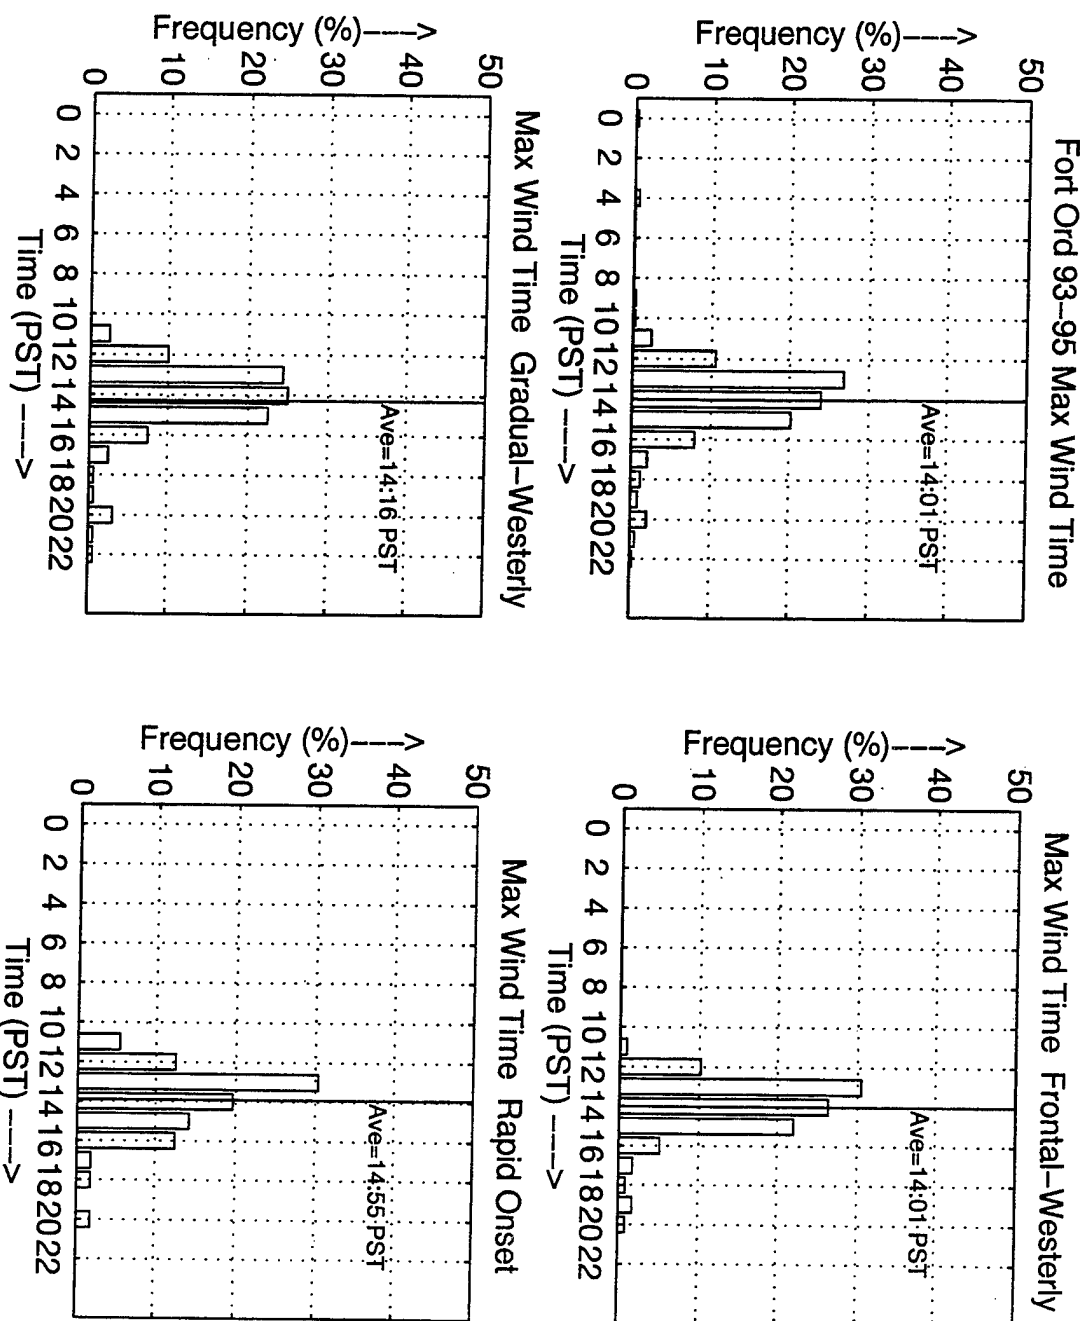 Fort Ord 93-95 Max Wind Time
Frequency (%)---->
50
40
30
20
10
0
0 2 4 6 8 10 12 14 16 18 20 22
Time (PST) ---->
Ave=14:01 PST
Max Wind Time Frontal-Westerly
Frequency (%)---->
50
40
30
20
10
0
0 2 4 6 8 10 12 14 16 18 20 22
Time (PST) ---->
Ave=14:01 PST
Max Wind Time Gradual-Westerly
Frequency (%)---->
50
40
30
20
10
0
0 2 4 6 8 10 12 14 16 18 20 22
Time (PST) ---->
Ave=14:16 PST
Max Wind Time Rapid Onset
Frequency (%)---->
50
40
30
20
10
0
0 2 4 6 8 10 12 14 16 18 20 22
Time (PST) ---->
Ave=14:55 PST